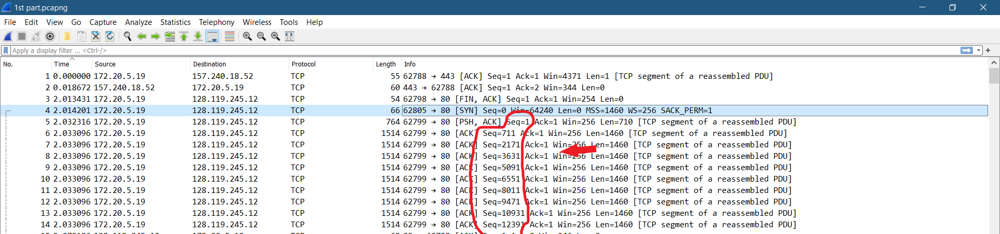 1st part.pcapng
File Edit View Go Capture Analyze Statistics Telephony Wireless Tools Help
Apply a display filter ... <Ctrl-/>
No. Time Source Destination Protocol Length Info
1 0.000000 172.20.5.19 157.240.18.52 TCP 55 62788 → 443 [ACK] Seq=1 Ack=1 Win=4371 Len=1 [TCP segment of a reassembled PDU]
2 0.018672 157.240.18.52 172.20.5.19 TCP 60 443 → 62788 [ACK] Seq=1 Ack=2 Win=344 Len=0
3 2.013431 172.20.5.19 128.119.245.12 TCP 54 62798 → 80 [FIN, ACK] Seq=1 Ack=1 Win=254 Len=0
4 2.014201 172.20.5.19 128.119.245.12 TCP 66 62805 → 80 [SYN] Seq=0 Win=64240 Len=0 MSS=1460 WS=256 SACK_PERM=1
5 2.032316 172.20.5.19 128.119.245.12 TCP 764 62799 → 80 [PSH, ACK] Seq=1 Ack=1 Win=256 Len=710 [TCP segment of a reassembled PDU]
6 2.033096 172.20.5.19 128.119.245.12 TCP 1514 62799 → 80 [ACK] Seq=711 Ack=1 Win=256 Len=1460 [TCP segment of a reassembled PDU]
7 2.033096 172.20.5.19 128.119.245.12 TCP 1514 62799 → 80 [ACK] Seq=2171 Ack=1 Win=256 Len=1460 [TCP segment of a reassembled PDU]
8 2.033096 172.20.5.19 128.119.245.12 TCP 1514 62799 → 80 [ACK] Seq=3631 Ack=1 Win=256 Len=1460 [TCP segment of a reassembled PDU]
9 2.033096 172.20.5.19 128.119.245.12 TCP 1514 62799 → 80 [ACK] Seq=5091 Ack=1 Win=256 Len=1460 [TCP segment of a reassembled PDU]
10 2.033096 172.20.5.19 128.119.245.12 TCP 1514 62799 → 80 [ACK] Seq=6551 Ack=1 Win=256 Len=1460 [TCP segment of a reassembled PDU]
11 2.033096 172.20.5.19 128.119.245.12 TCP 1514 62799 → 80 [ACK] Seq=8011 Ack=1 Win=256 Len=1460 [TCP segment of a reassembled PDU]
12 2.033096 172.20.5.19 128.119.245.12 TCP 1514 62799 → 80 [ACK] Seq=9471 Ack=1 Win=256 Len=1460 [TCP segment of a reassembled PDU]
13 2.033096 172.20.5.19 128.119.245.12 TCP 1514 62799 → 80 [ACK] Seq=10931 Ack=1 Win=256 Len=1460 [TCP segment of a reassembled PDU]
14 2.033096 172.20.5.19 128.119.245.12 TCP 1514 62799 → 80 [ACK] Seq=12391 Ack=1 Win=256 Len=1460 [TCP segment of a reassembled PDU]